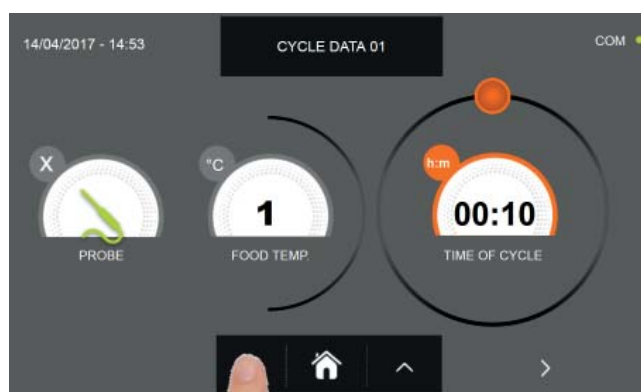 14/04/2017 - 14:53
CYCLE DATA 01
COM
X
PROBE
°C
1
FOOD TEMP.
h:m
00:10
TIME OF CYCLE